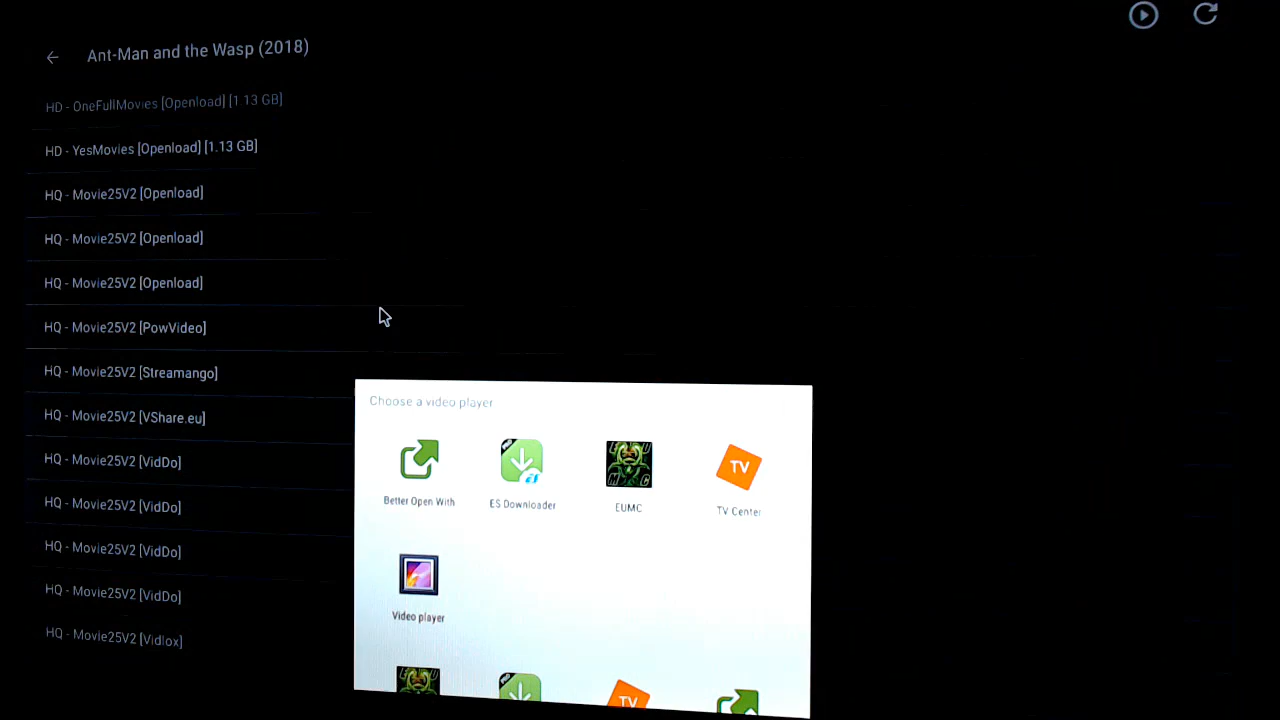 Ant-Man and the Wasp (2018)
HD - OneFullMovies [Openload] [1.13 GB]
HD - YesMovies [Openload] [1.13 GB]
HQ - Movie25V2 [Openload]
HQ - Movie25V2 [Openload]
HQ - Movie25V2 [Openload]
HQ - Movie25V2 [PowVideo]
HQ - Movie25V2 [Streamango]
HQ - Movie25V2 [VShare.eu]
HQ - Movie25V2 [VidDo]
HQ - Movie25V2 [VidDo]
HQ - Movie25V2 [VidDo]
HQ - Movie25V2 [VidDo]
HQ - Movie25V2 [Vidlox]
Choose a video player
PRO
TV
Better Open With
ES Downloader
EUMC
TV Center
Video player
PRO
TV